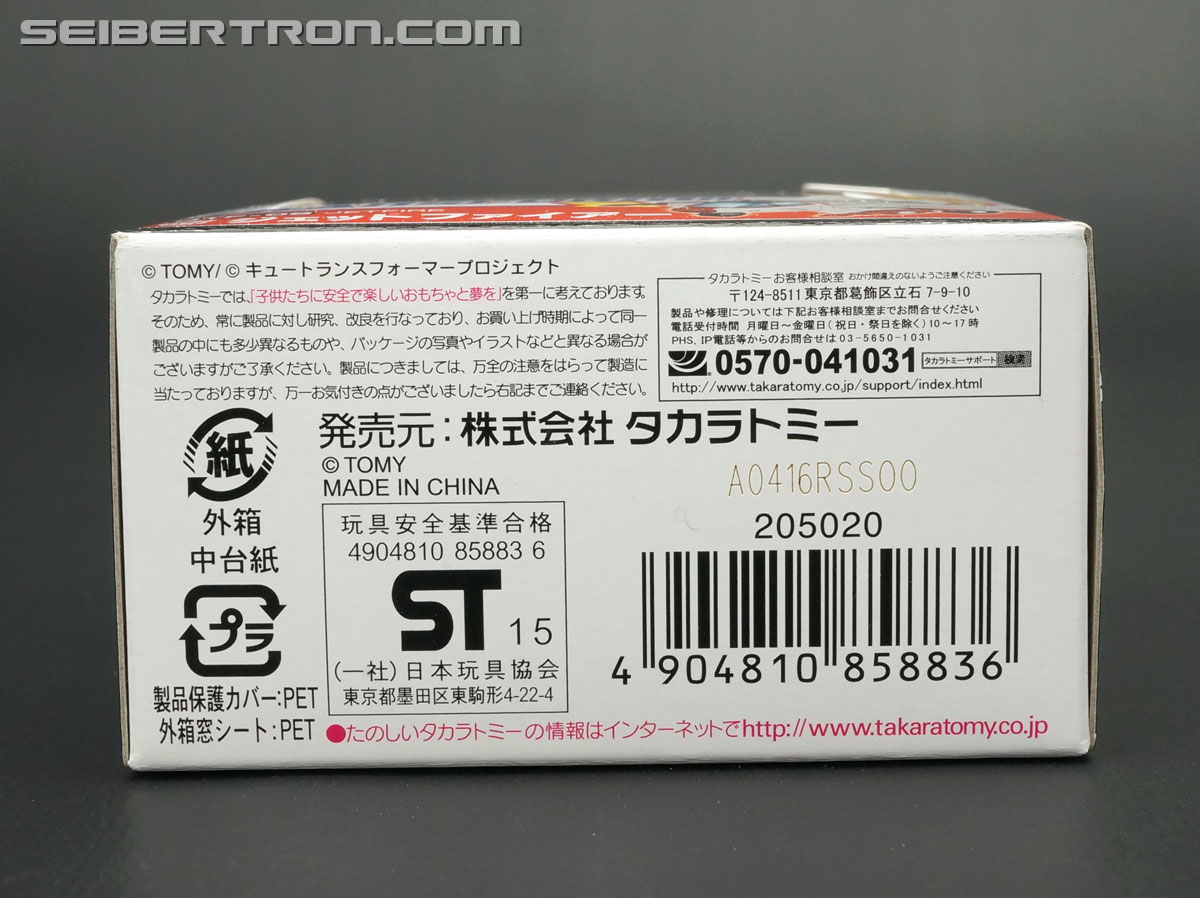 SEIBERTRON.com
ジェットファイアー
© TOMY/ © キュートランスフォーマープロジェクト
タカラトミーでは、「子供たちに安全で楽しいおもちゃと夢を」を第一に考えております。
そのため、常に製品に対し研究、改良を行なっており、お買い上げ時期によって同一
製品の中にも多少異なるものや、パッケージの写真やイラストなどと異なる場合が
ございますがご了承ください。製品につきましては、万全の注意をはらって製造に
当たっておりますが、万一お気付きの点がございましたら右記までご連絡ください。
タカラトミーお客様相談室 おかけ間違えのないようご注意ください
〒124-8511 東京都葛飾区立石 7-9-10
製品や修理については下記お客様相談室までお問合せください
電話受付時間 月曜日〜金曜日(祝日・祭日を除く)10〜17時
PHS, IP電話等からのお問合せは 03-5650-1031
0570-041031 タカラトミーサポート 検索
http://www.takaratomy.co.jp/support/index.html
紙
外箱
中台紙
プラ
製品保護カバー:PET
外箱窓シート:PET
発売元:株式会社 タカラトミー
© TOMY
MADE IN CHINA
玩具安全基準合格
4904810 85883 6
ST 15
(一社)日本玩具協会
東京都墨田区東駒形4-22-4
A0416RSS00
205020
4 904810 858836
●たのしいタカラトミーの情報はインターネットでhttp://www.takaratomy.co.jp